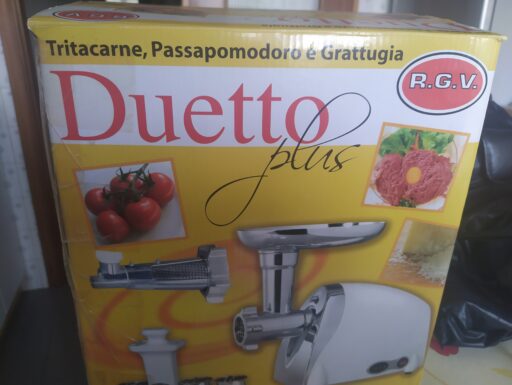 Tritacarne, Passapomodoro e Grattugia
R.G.V.
Duetto
plus